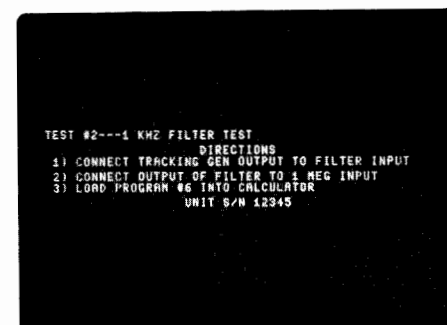 TEST #2---1 KHZ FILTER TEST
DIRECTIONS
1) CONNECT TRACKING GEN OUTPUT TO FILTER INPUT
2) CONNECT OUTPUT OF FILTER TO 1 MEG INPUT
3) LOAD PROGRAM #6 INTO CALCULATOR
UNIT S/N 12345